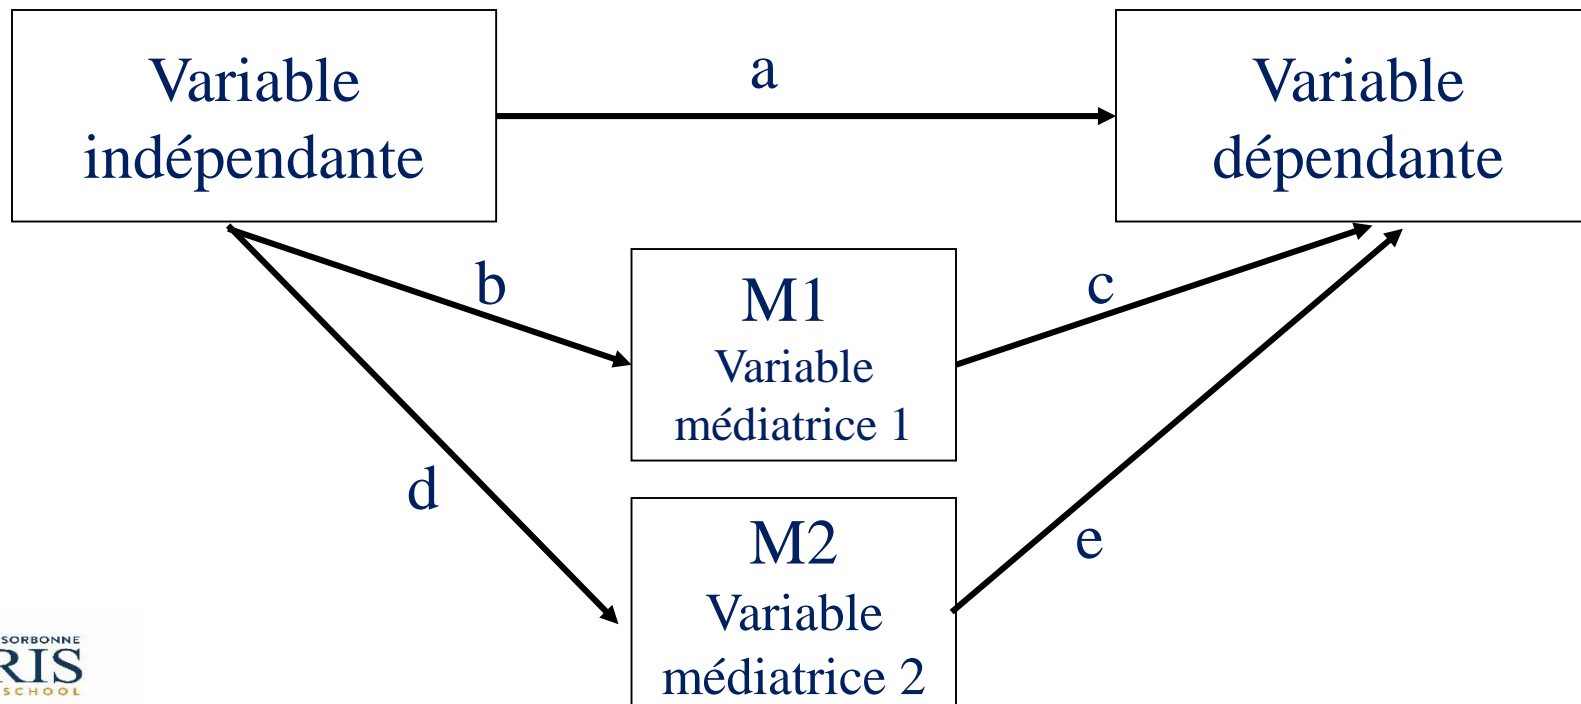 Variable
indépendante
a
Variable
dépendante
b
M1
Variable
médiatrice 1
c
d
M2
Variable
médiatrice 2
e
SORBONNE
RIS
SCHOOL